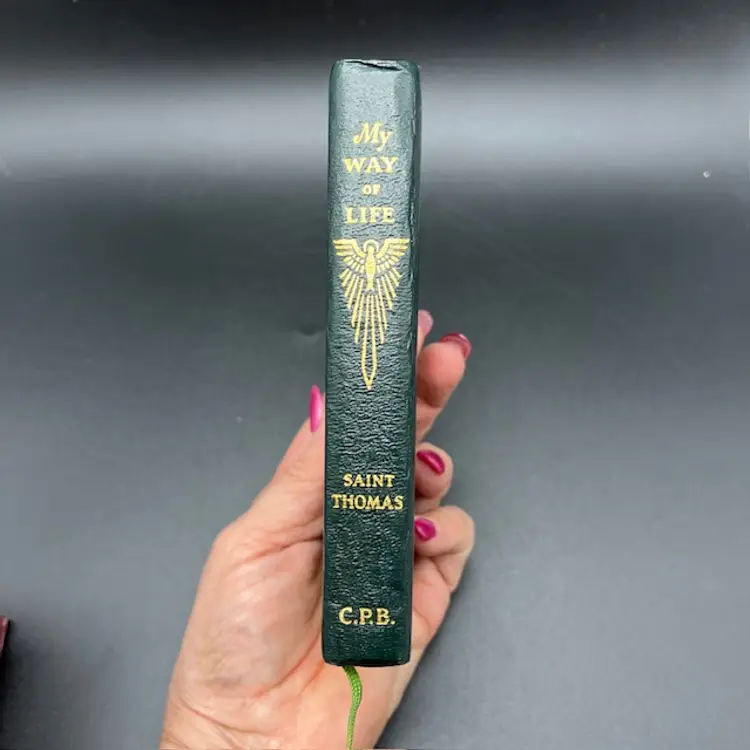 My
WAY
OF
LIFE
SAINT
THOMAS
C.P.B.